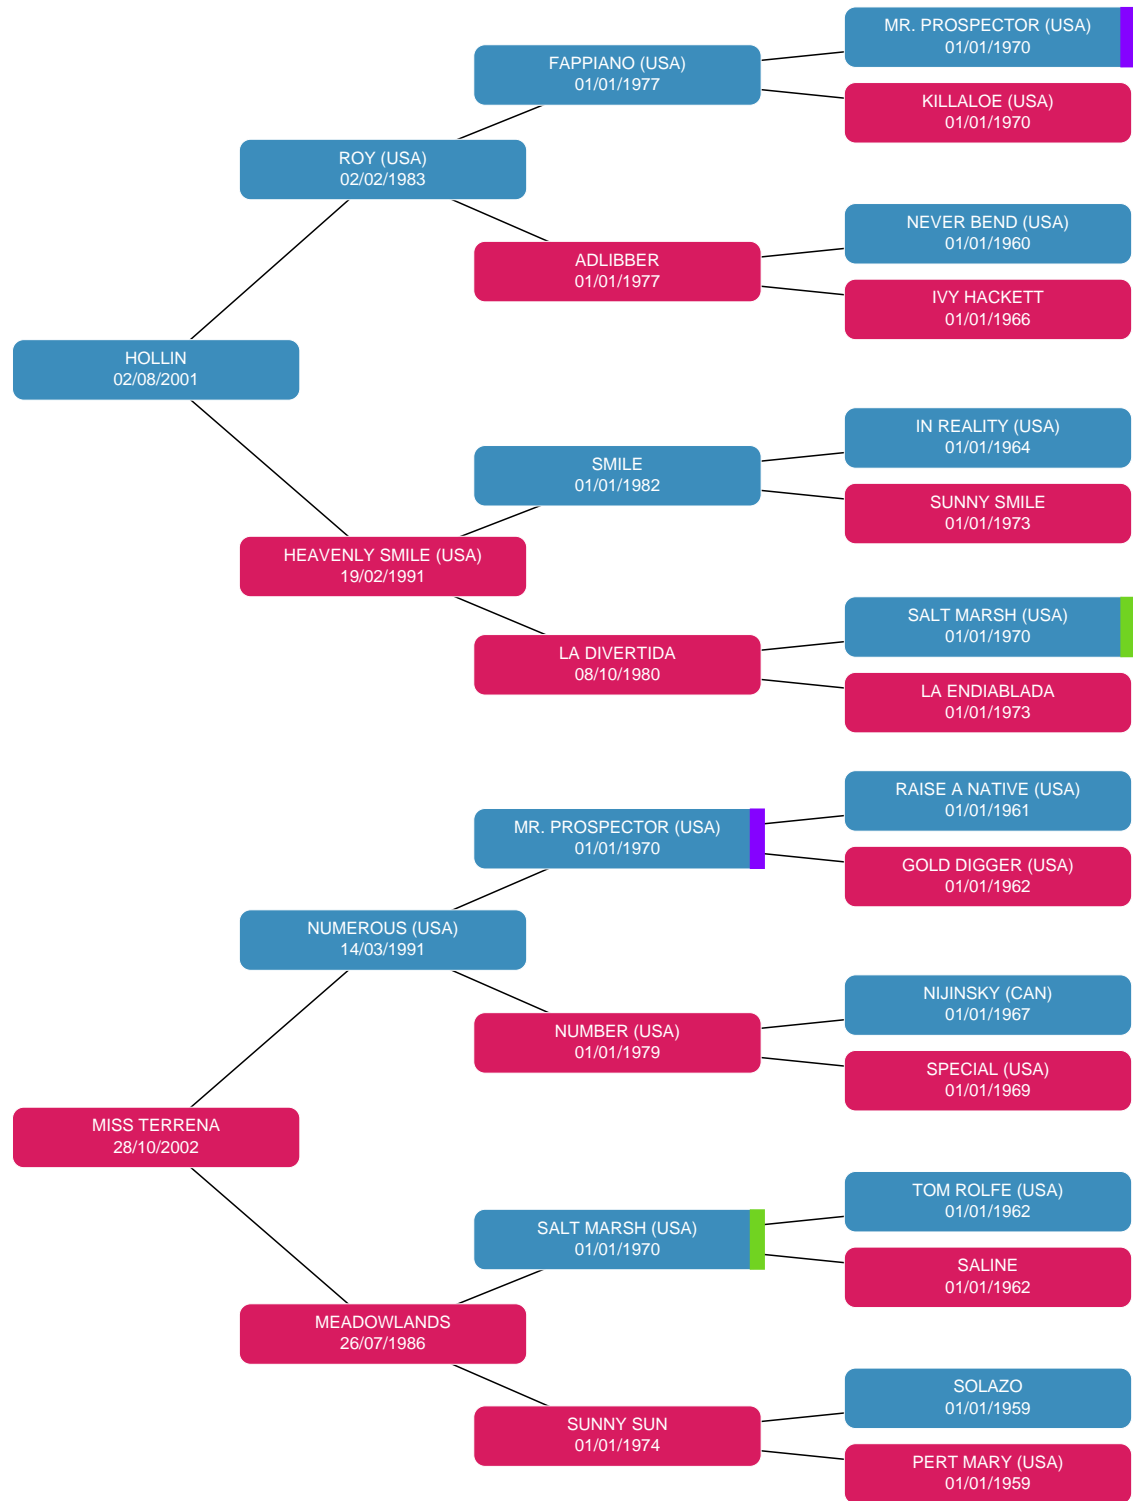 MR. PROSPECTOR (USA)
01/01/1970
FAPPIANO (USA)
01/01/1977
KILLALOE (USA)
01/01/1970
ROY (USA)
02/02/1983
NEVER BEND (USA)
01/01/1960
ADLIBBER
01/01/1977
IVY HACKETT
01/01/1966
HOLLIN
02/08/2001
IN REALITY (USA)
01/01/1964
SMILE
01/01/1982
SUNNY SMILE
01/01/1973
HEAVENLY SMILE (USA)
19/02/1991
SALT MARSH (USA)
01/01/1970
LA DIVERTIDA
08/10/1980
LA ENDIABLADA
01/01/1973
RAISE A NATIVE (USA)
01/01/1961
MR. PROSPECTOR (USA)
01/01/1970
GOLD DIGGER (USA)
01/01/1962
NUMEROUS (USA)
14/03/1991
NIJINSKY (CAN)
01/01/1967
NUMBER (USA)
01/01/1979
SPECIAL (USA)
01/01/1969
MISS TERRENA
28/10/2002
TOM ROLFE (USA)
01/01/1962
SALT MARSH (USA)
01/01/1970
SALINE
01/01/1962
MEADOWLANDS
26/07/1986
SOLAZO
01/01/1959
SUNNY SUN
01/01/1974
PERT MARY (USA)
01/01/1959